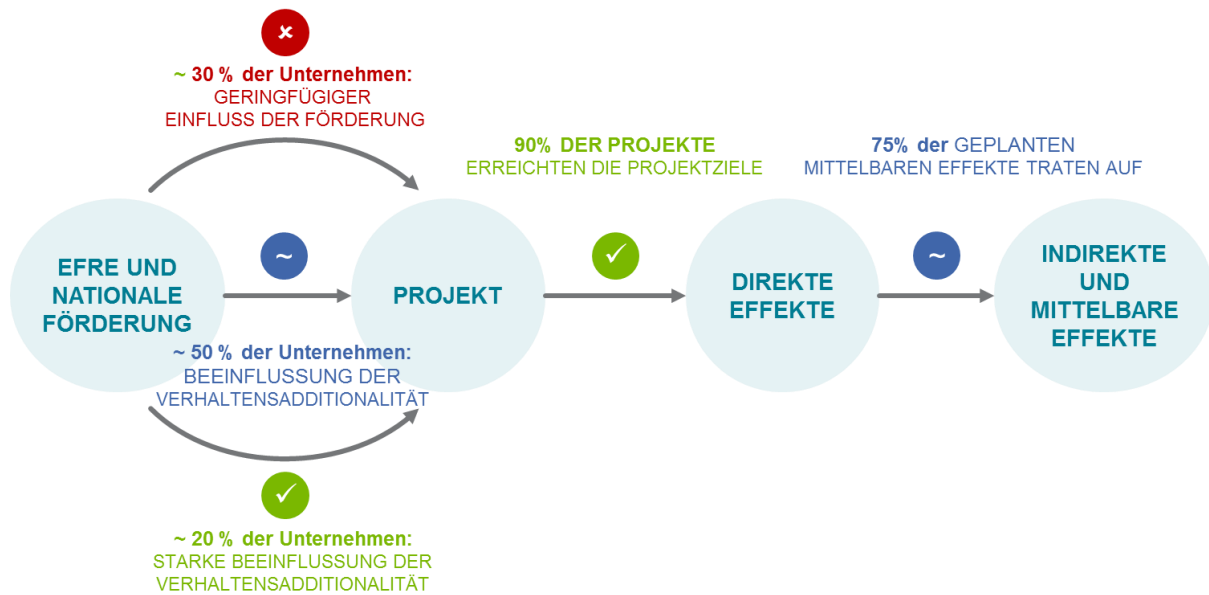 ~ 30 % der Unternehmen:
GERINGFÜGIGER
EINFLUSS DER FÖRDERUNG
90% DER PROJEKTE
ERREICHTEN DIE PROJEKTZIELE
75% der GEPLANTEN
MITTELBAREN EFFEKTE TRATEN AUF
EFRE UND
NATIONALE
FÖRDERUNG
~
PROJEKT
DIREKTE
EFFEKTE
~
INDIREKTE
UND
MITTELBARE
EFFEKTE
~ 50 % der Unternehmen:
BEEINFLUSSUNG DER
VERHALTENSADDITIONALITÄT
~ 20 % der Unternehmen:
STARKE BEEINFLUSSUNG DER
VERHALTENSADDITIONALITÄT